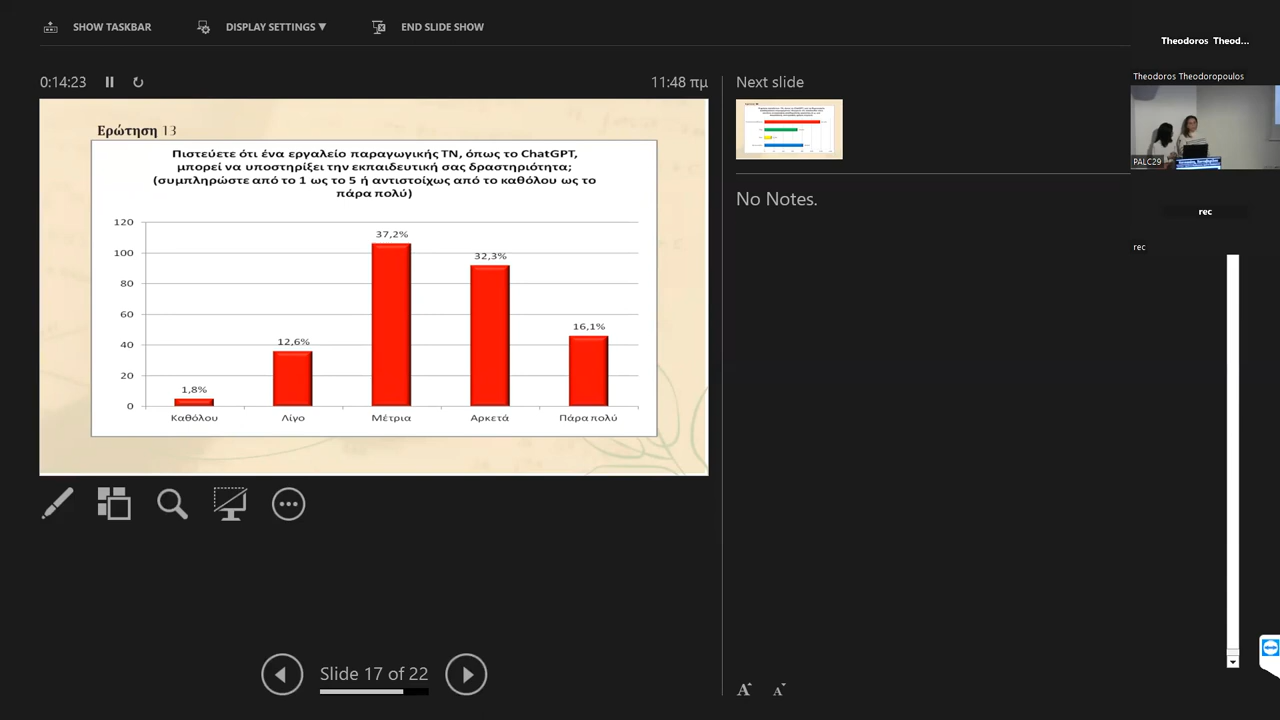 SHOW TASKBAR
DISPLAY SETTINGS ▼
END SLIDE SHOW
Theodoros Theod...
Theodoros Theodoropoulos
0:14:23
11:48 πμ
Next slide
Ερώτηση 13
Πιστεύετε ότι ένα εργαλείο παραγωγικής ΤΝ, όπως το ChatGPT,
μπορεί να υποστηρίξει την εκπαιδευτική σας δραστηριότητα;
(συμπληρώστε από το 1 ως το 5 ή αντιστοίχως από το καθόλου ως το
πάρα πολύ)
120
100
80
60
40
20
0
1,8%
12,6%
37,2%
32,3%
16,1%
Καθόλου
Λίγο
Μέτρια
Αρκετά
Πάρα πολύ
No Notes.
PALC29
rec
rec
Slide 17 of 22
A
A